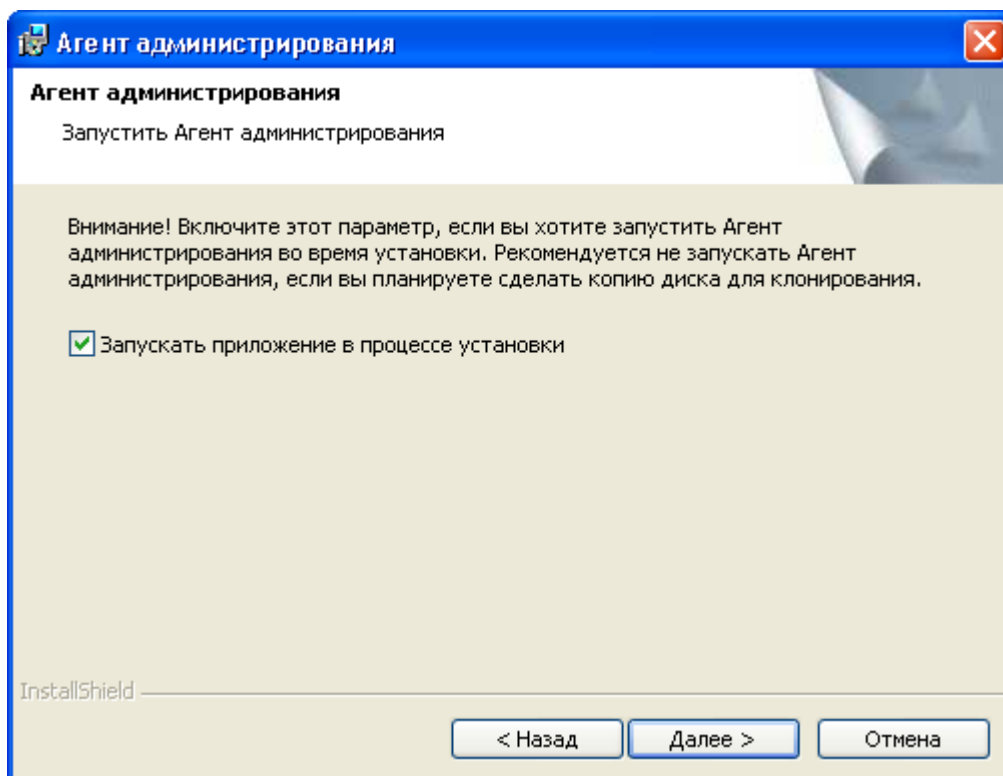 Агент администрирования
Агент администрирования
Запустить Агент администрирования
Внимание! Включите этот параметр, если вы хотите запустить Агент
администрирования во время установки. Рекомендуется не запускать Агент
администрирования, если вы планируете сделать копию диска для клонирования.
Запускать приложение в процессе установки
InstallShield
< Назад
Далее >
Отмена